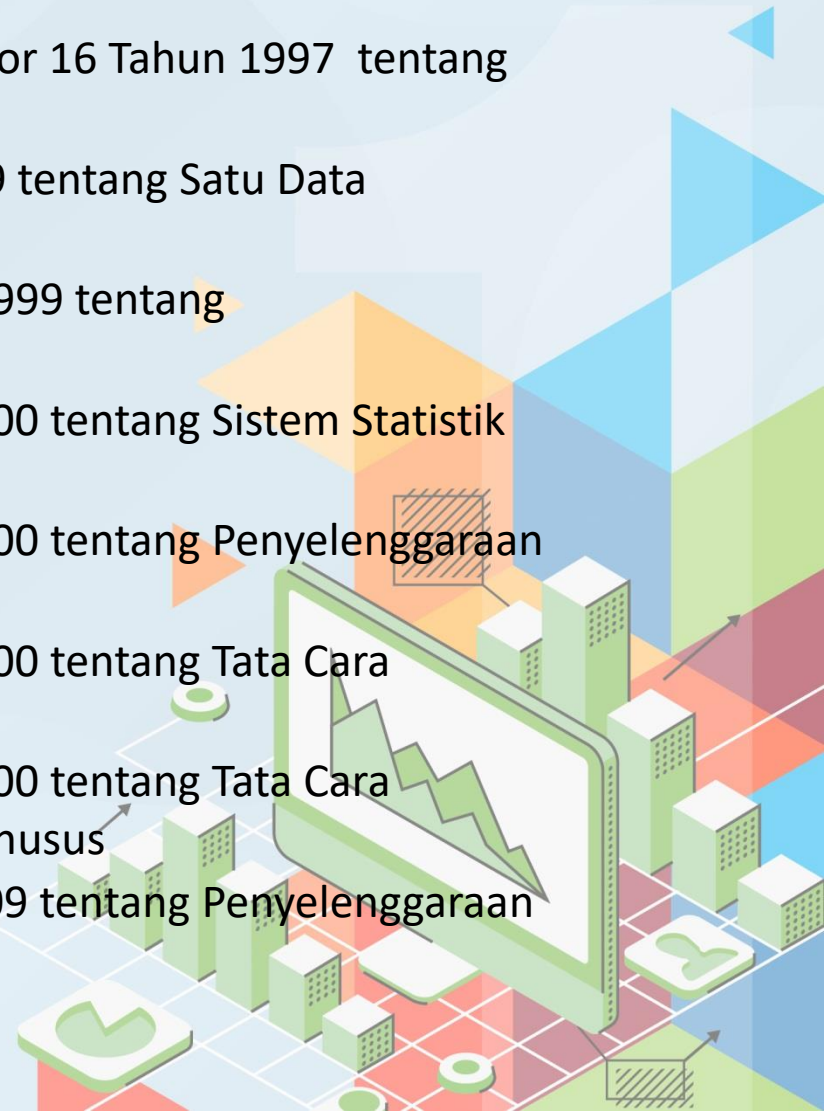 or 16 Tahun 1997 tentang
9 tentang Satu Data
999 tentang
00 tentang Sistem Statistik
00 tentang Penyelenggaraan
00 tentang Tata Cara
00 tentang Tata Cara
husus
09 tentang Penyelenggaraan